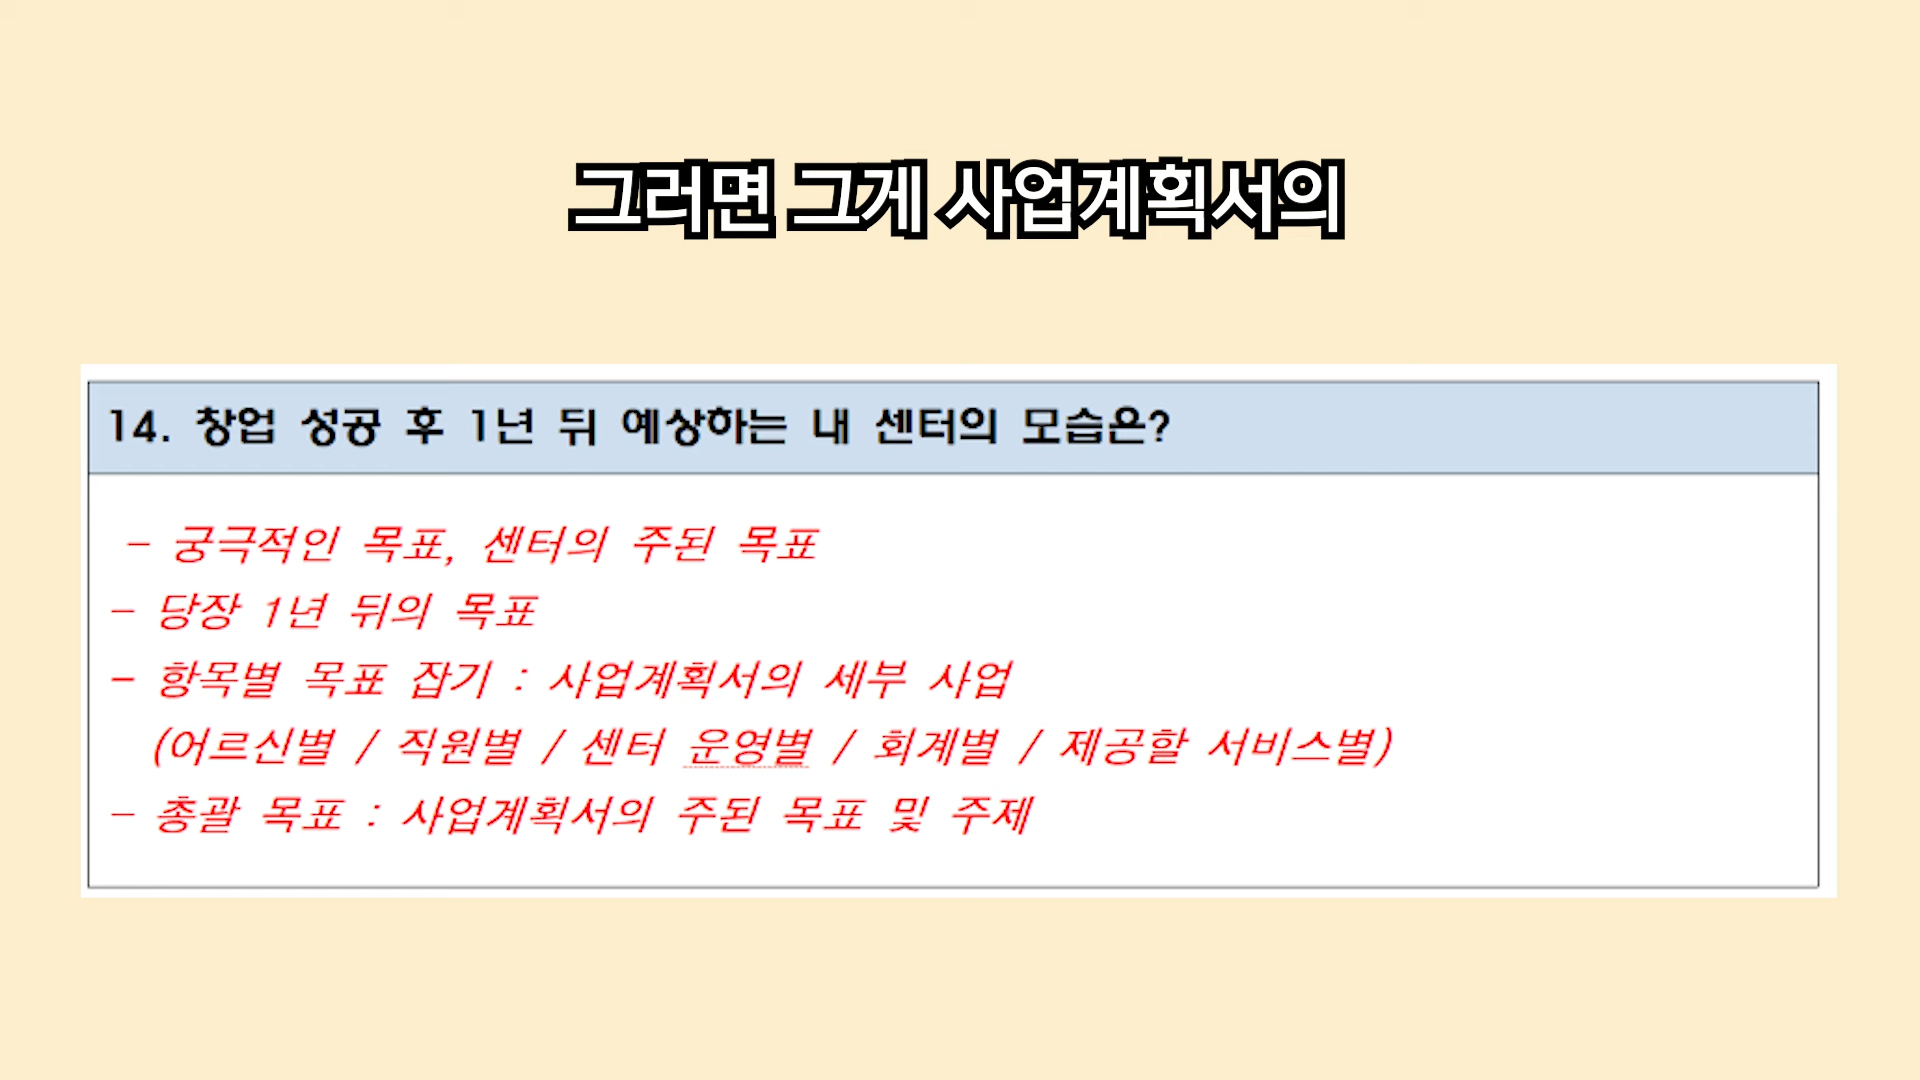 그러면 그게 사업계획서의
14. 창업 성공 후 1년 뒤 예상하는 내 센터의 모습은?
- 궁극적인 목표, 센터의 주된 목표
- 당장 1년 뒤의 목표
- 항목별 목표 잡기 : 사업계획서의 세부 사업
(어르신별 / 직원별 / 센터 운영별 / 회계별 / 제공할 서비스별)
- 총괄 목표 : 사업계획서의 주된 목표 및 주제